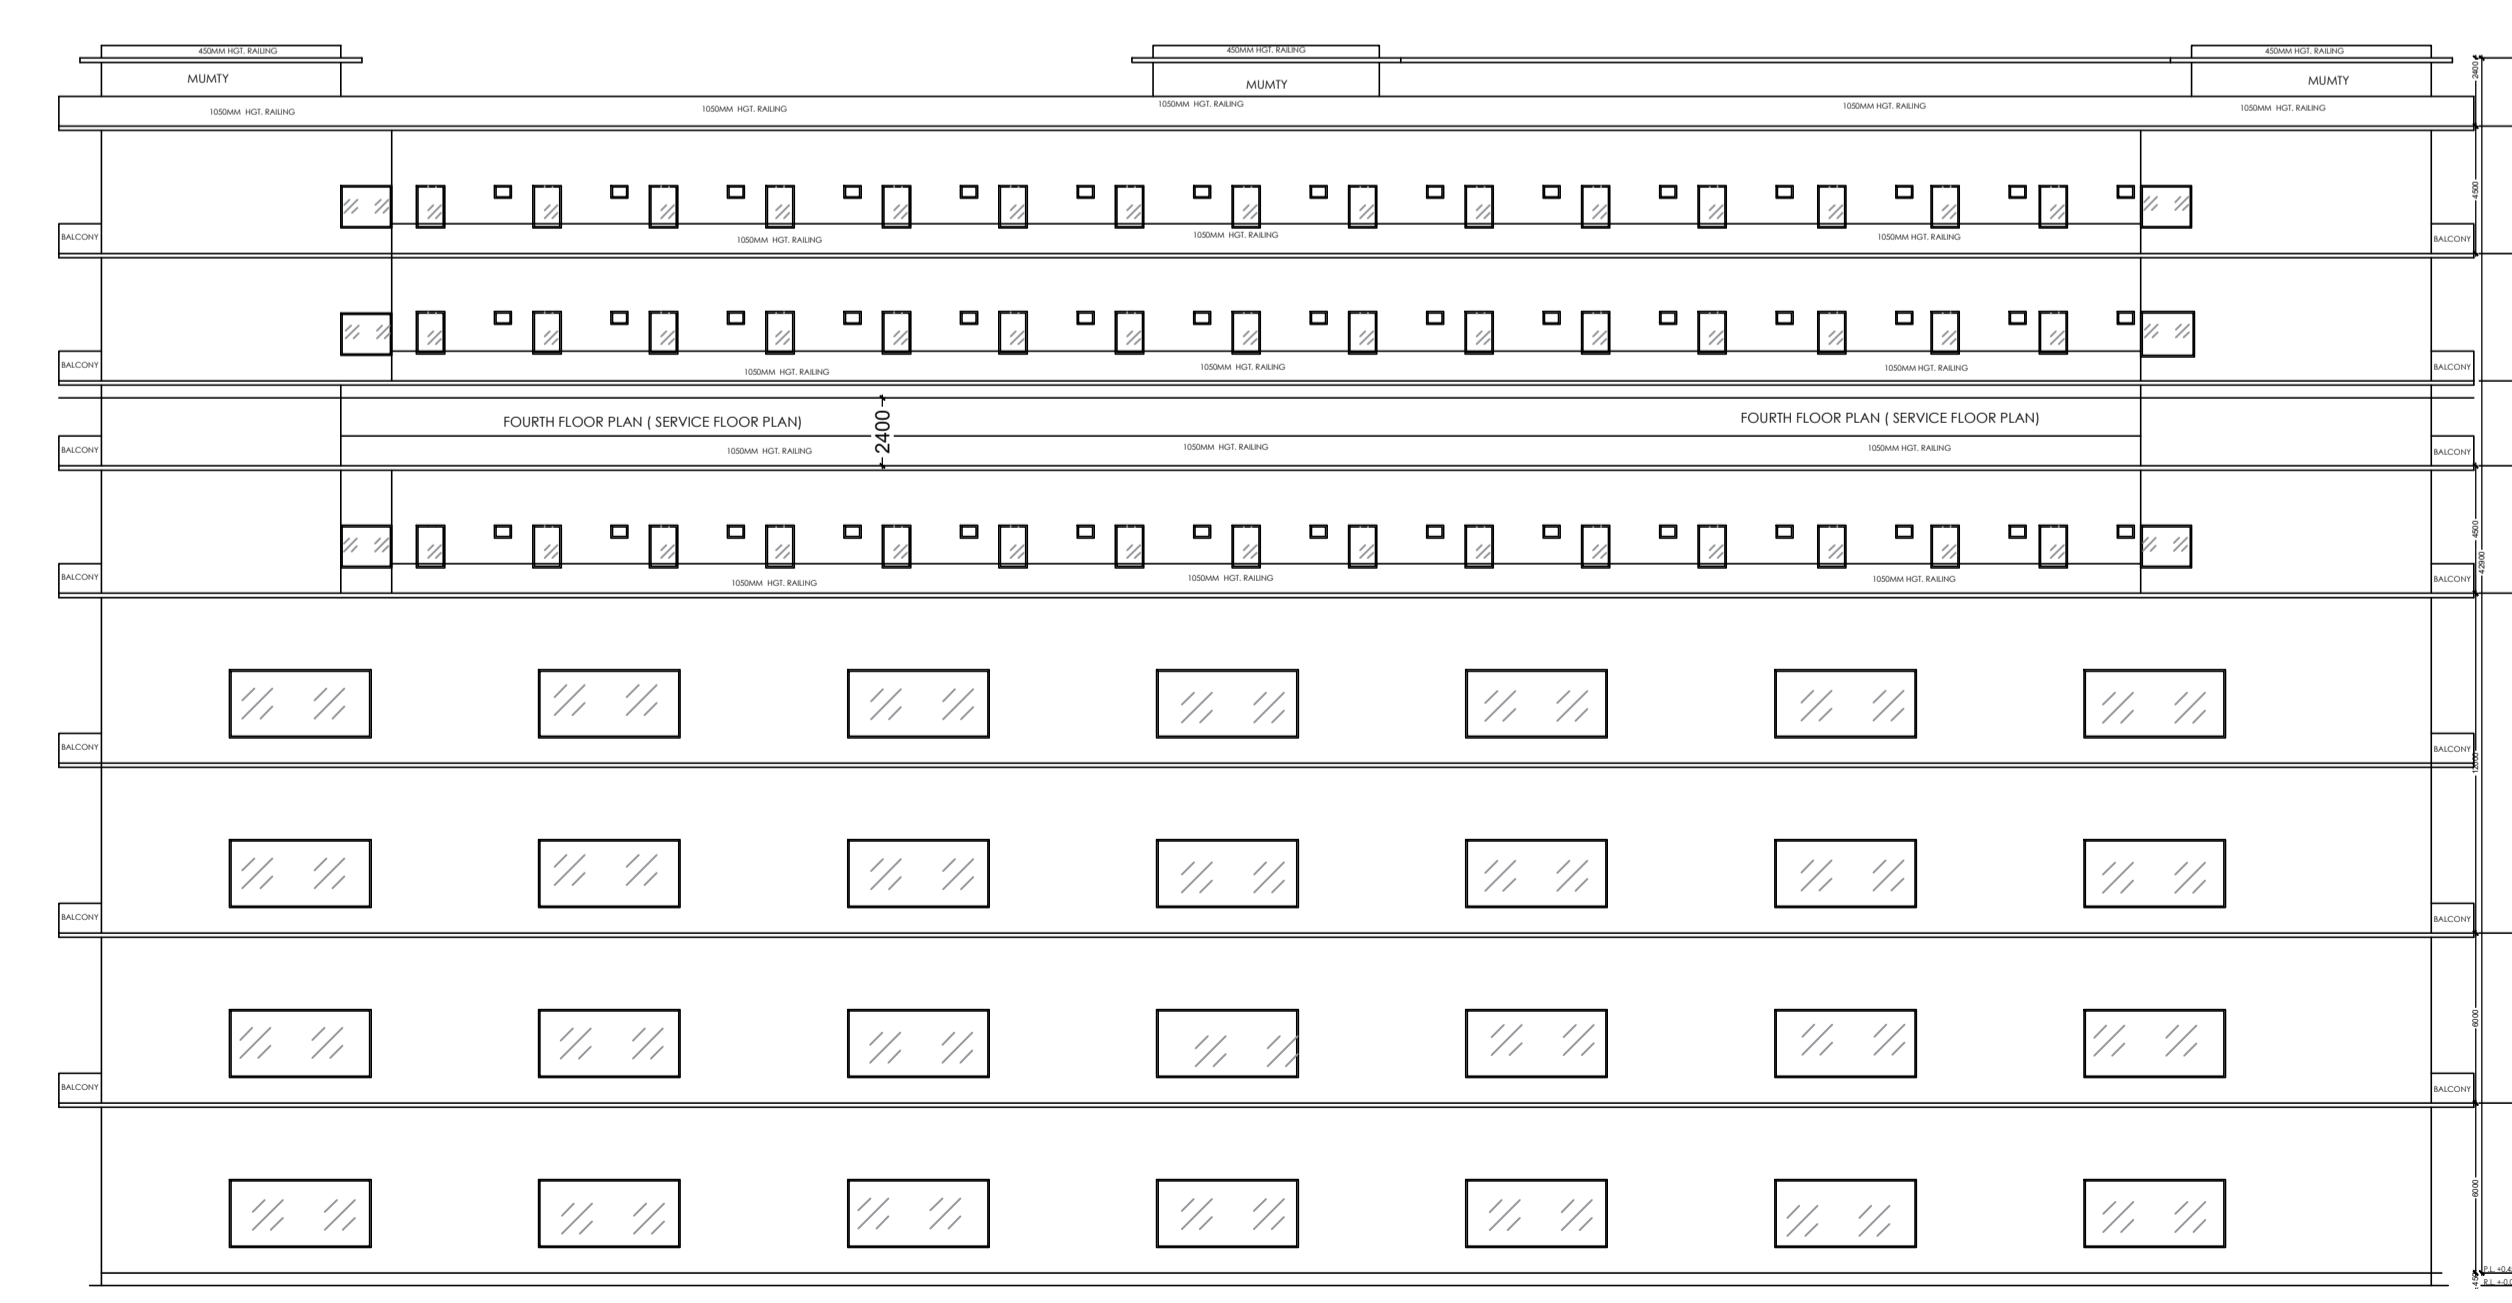 450MM HGT. RAILING
450MM HGT. RAILING
450MM HGT. RAILING
MUMTY
MUMTY
MUMTY
2400
1050MM HGT. RAILING
1050MM HGT. RAILING
1050MM HGT. RAILING
1050MM HGT. RAILING
1050MM HGT. RAILING
4500
BALCONY
1050MM HGT. RAILING
1050MM HGT. RAILING
1050MM HGT. RAILING
BALCONY
BALCONY
1050MM HGT. RAILING
1050MM HGT. RAILING
1050MM HGT. RAILING
BALCONY
FOURTH FLOOR PLAN ( SERVICE FLOOR PLAN)
2400
FOURTH FLOOR PLAN ( SERVICE FLOOR PLAN)
BALCONY
1050MM HGT. RAILING
1050MM HGT. RAILING
1050MM HGT. RAILING
BALCONY
4500
42900
BALCONY
1050MM HGT. RAILING
1050MM HGT. RAILING
1050MM HGT. RAILING
BALCONY
BALCONY
BALCONY
12000
BALCONY
BALCONY
6000
BALCONY
BALCONY
6000
450